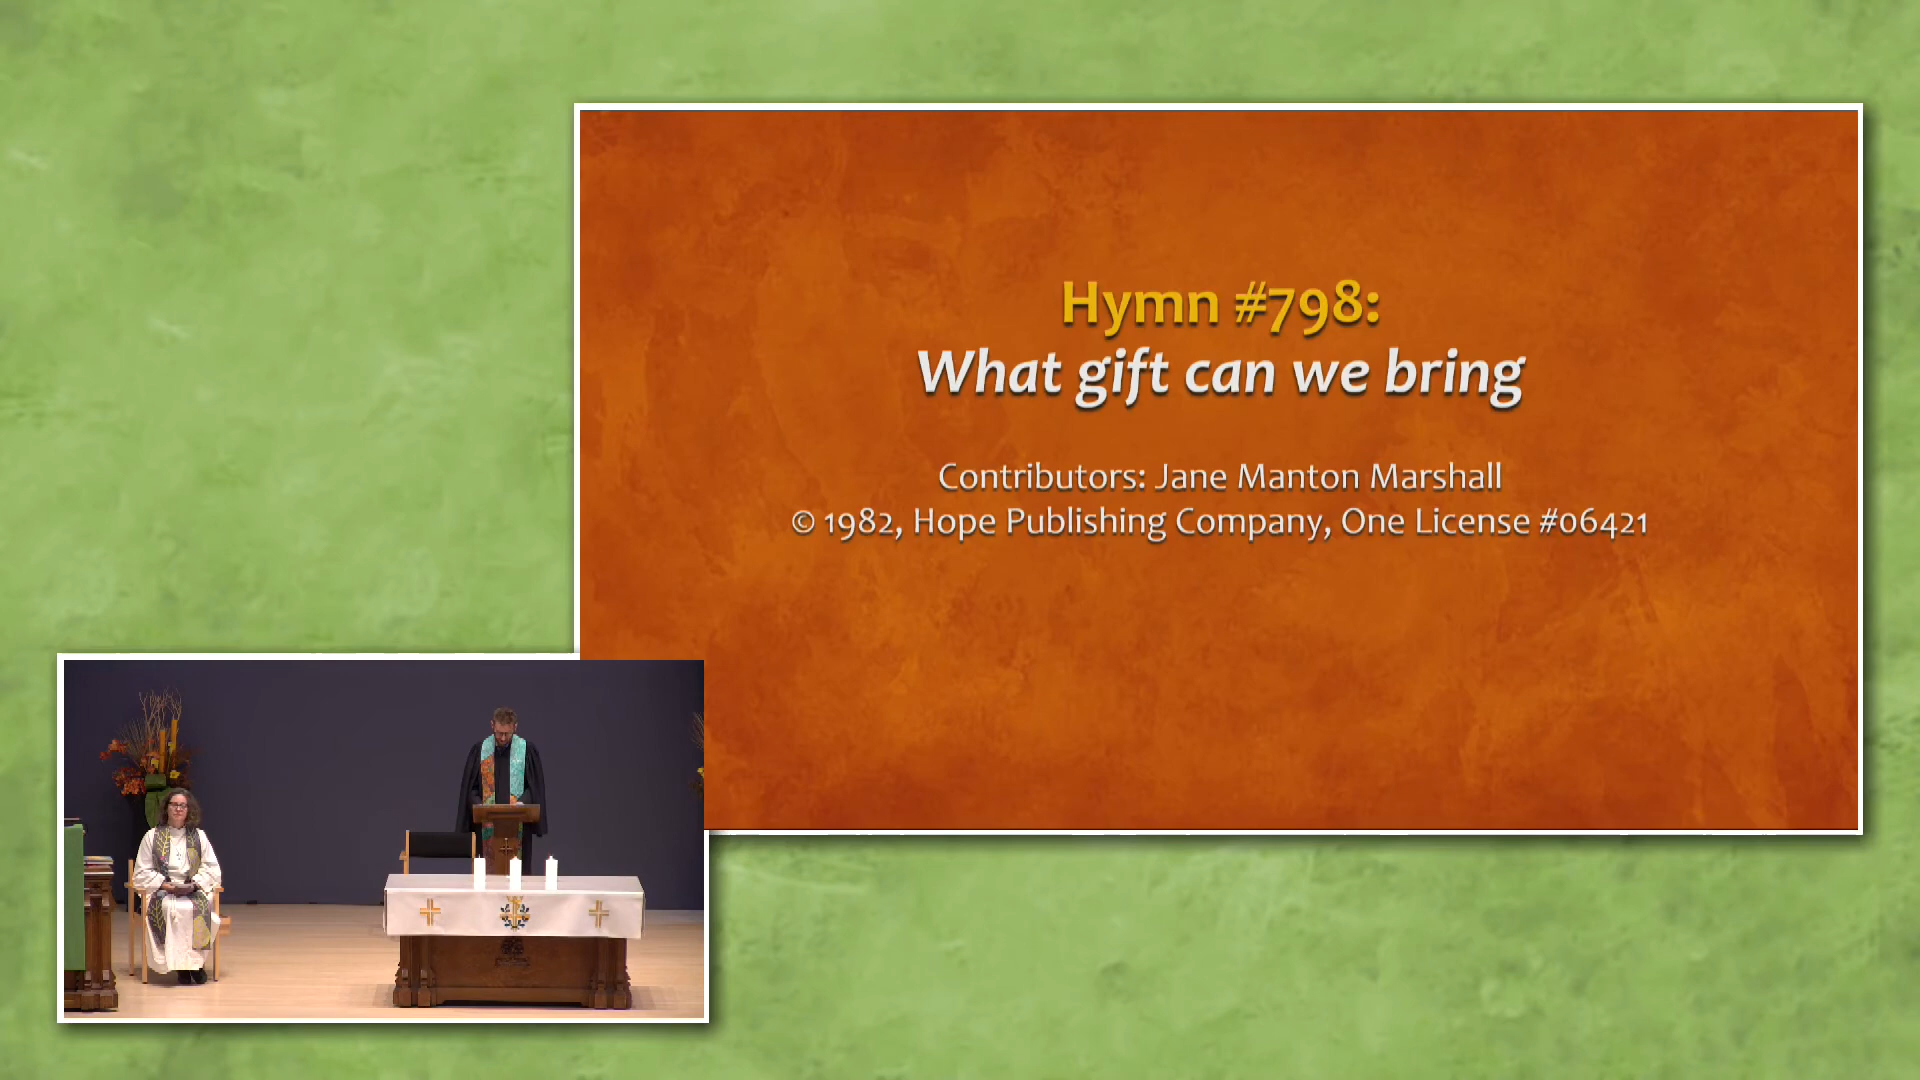 Hymn #798:
What gift can we bring
Contributors: Jane Manton Marshall
© 1982, Hope Publishing Company, One License #06421